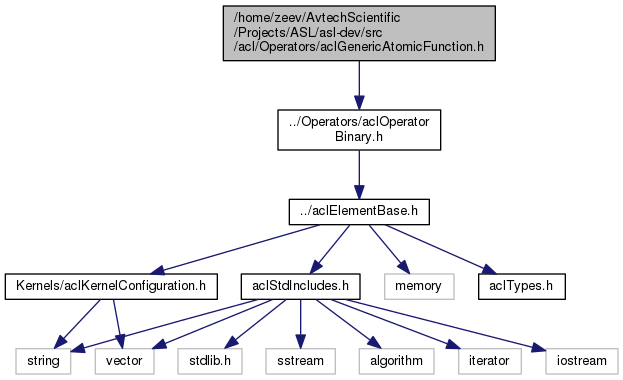 /home/zeev/AvtechScientific
/Projects/ASL/asl-dev/src
/acl/Operators/aclGenericAtomicFunction.h
../Operators/aclOperator
Binary.h
../aclElementBase.h
Kernels/aclKernelConfiguration.h
aclStdIncludes.h
memory
aclTypes.h
string
vector
stdlib.h
sstream
algorithm
iterator
iostream